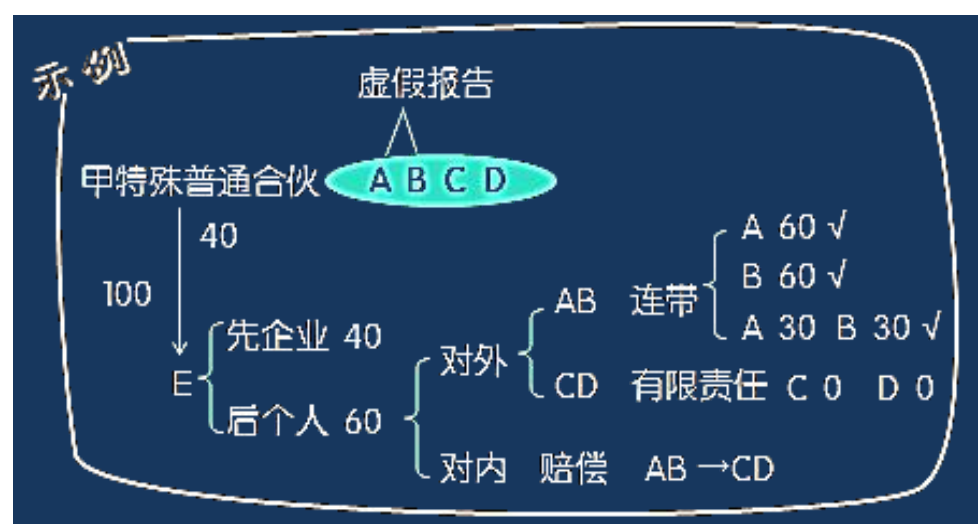 示例
虚假报告
甲特殊普通合伙 A B C D
40
100
E
先企业 40
后个人 60
对外
AB 连带
A 60 √
B 60 √
A 30 B 30 √
CD 有限责任 C 0 D 0
对内 赔偿 AB→CD